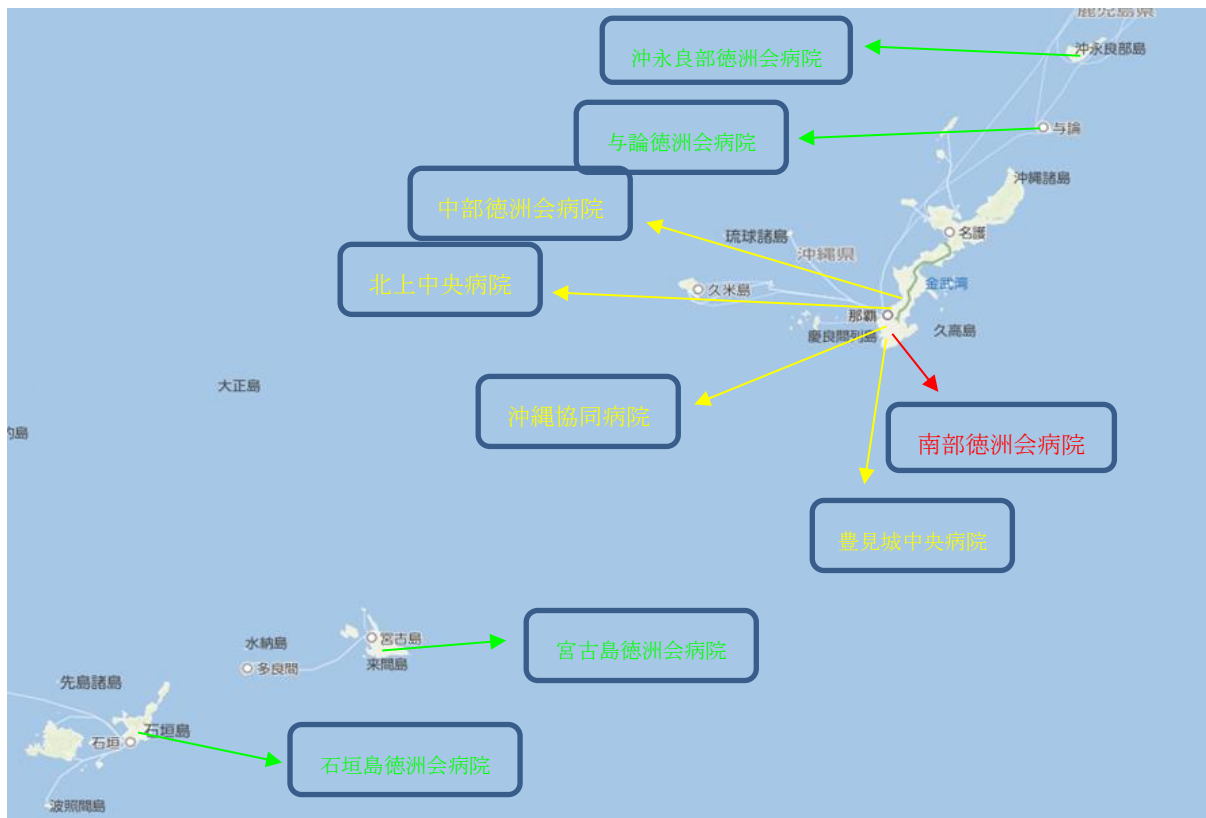 鹿児島県
沖永良部徳洲会病院
沖永良部島
与論徳洲会病院
与論
沖縄諸島
中部徳洲会病院
名護
琉球諸島
沖縄県
北上中央病院
金武湾
久米島
那覇
久高島
慶良間列島
大正島
沖縄協同病院
南部徳洲会病院
豊見城中央病院
宮古島
水納島
宮古島徳洲会病院
来間島
多良間
先島諸島
石垣島
石垣
石垣島徳洲会病院
波照間島